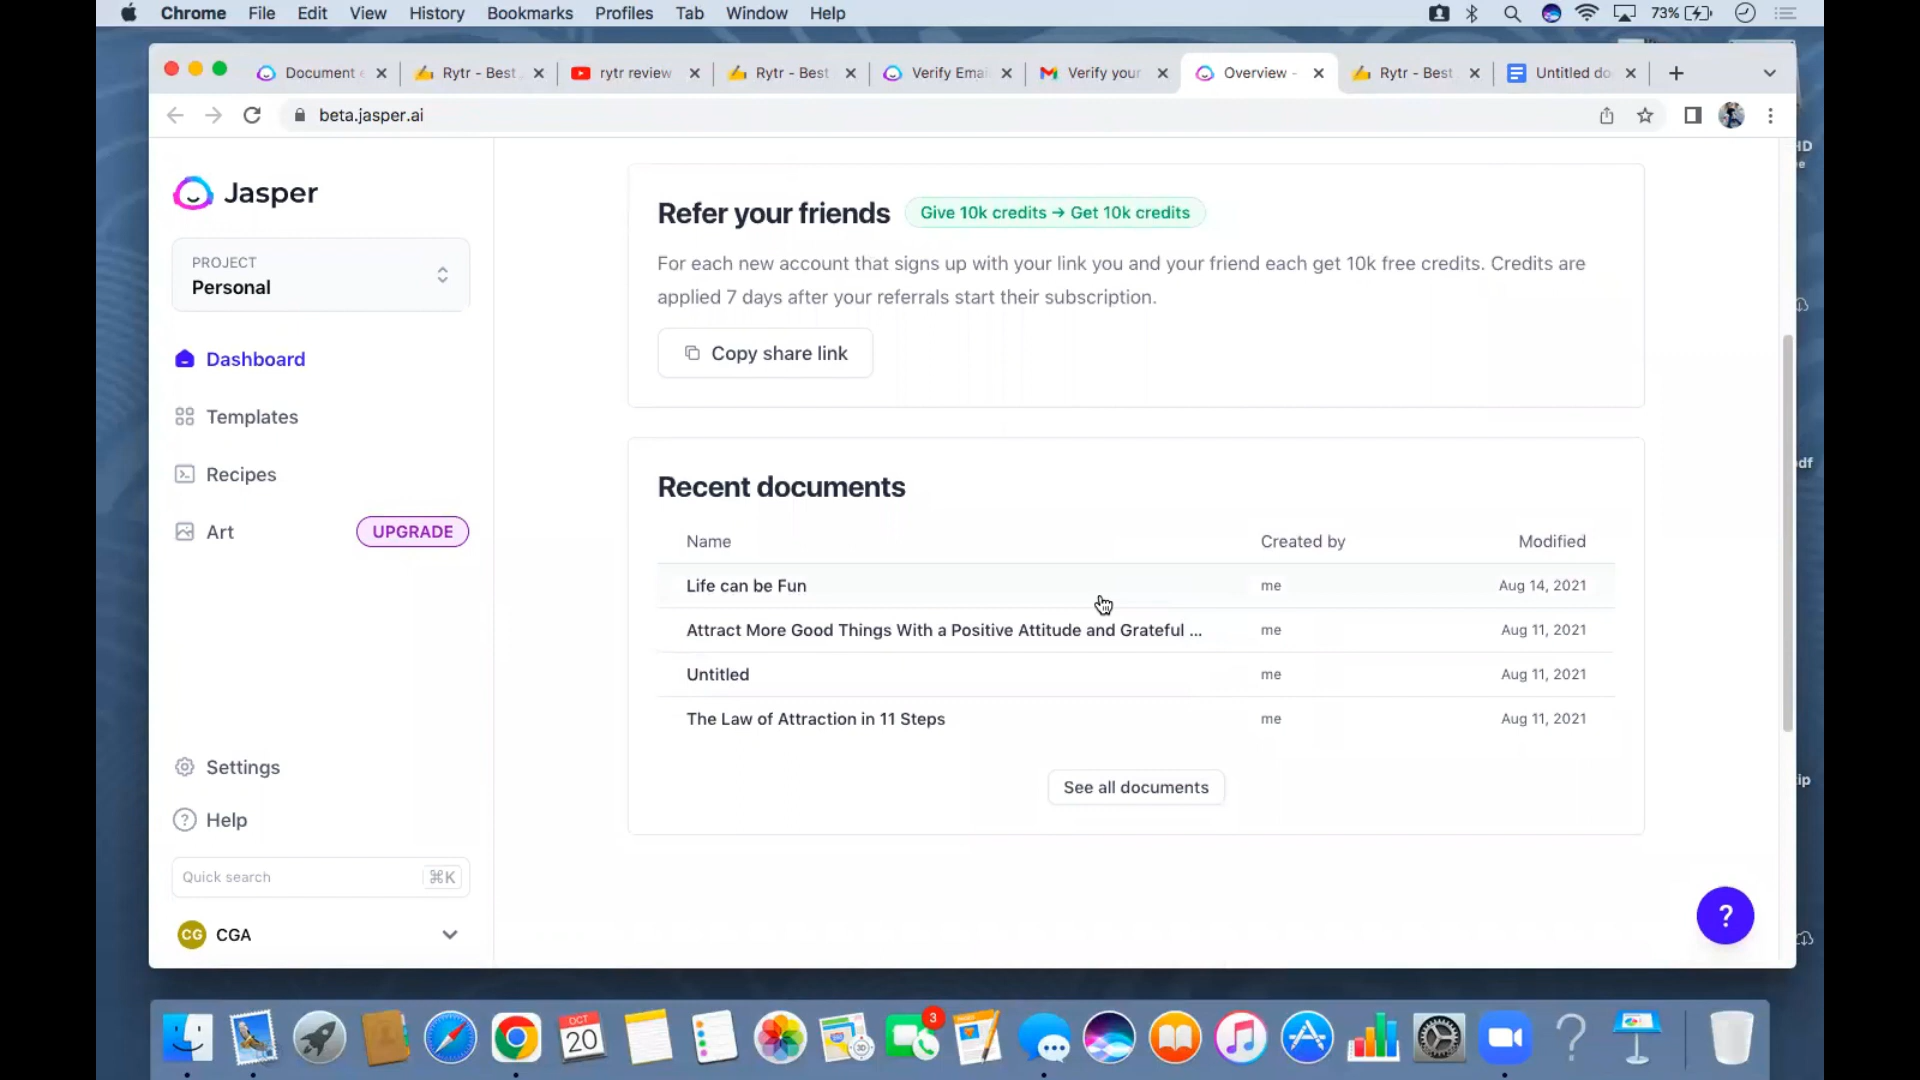 Chrome File Edit View History Bookmarks Profiles Tab Window Help 73%
Document Rytr - Best rytr review Rytr - Best Verify Emai Verify your Overview - Rytr - Best Untitled do
beta.jasper.ai
HD
Jasper
Refer your friends Give 10k credits → Get 10k credits
PROJECT
Personal
For each new account that signs up with your link you and your friend each get 10k free credits. Credits are
applied 7 days after your referrals start their subscription.
Copy share link
Dashboard
Templates
Recipes
Art UPGRADE
Recent documents
Name Created by Modified
Life can be Fun me Aug 14, 2021
Attract More Good Things With a Positive Attitude and Grateful ... me Aug 11, 2021
Untitled me Aug 11, 2021
The Law of Attraction in 11 Steps me Aug 11, 2021
See all documents
Settings
Help
Quick search ⌘K
CG CGA
?
OCT
20
3